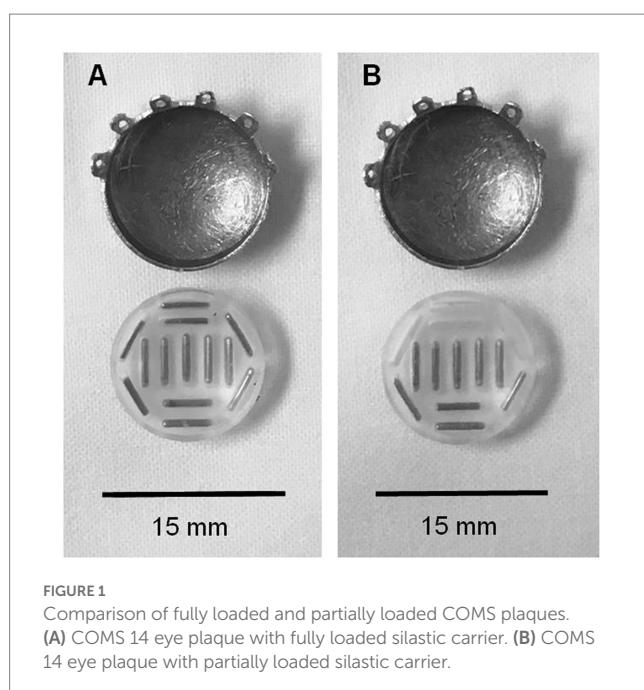 A
B
15 mm
15 mm
FIGURE 1
Comparison of fully loaded and partially loaded COMS plaques.
(A) COMS 14 eye plaque with fully loaded silastic carrier. (B) COMS
14 eye plaque with partially loaded silastic carrier.